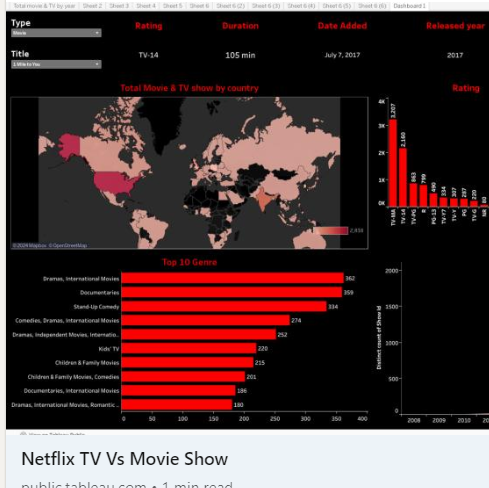 Total movie & TV by year Sheet 2 Sheet 3 Sheet 4 Sheet 5 Sheet 6 Sheet 6 (2) Sheet 6 (3) Sheet 6 (4) Sheet 6 (5) Sheet 6 (6) Dashboard 1
Type
Movie
Rating Duration Date Added Released year
Title
1 Mile to You
TV-14 105 min July 7, 2017 2017
Total Movie & TV show by country
Rating
4K
3K
2K
1K
0K
3,207
2,160
863
799
490
334
307
287
220
80
TV-MA
TV-14
TV-PG
R
PG-13
TV-Y7
TV-Y
PG
TV-G
NR
© 2024 Mapbox © OpenStreetMap
Top 10 Genre
Dramas, International Movies 362
Documentaries 359
Stand-Up Comedy 334
Comedies, Dramas, International Movies 274
Dramas, Independent Movies, Internatio.. 252
Kids' TV 220
Children & Family Movies 215
Children & Family Movies, Comedies 201
Documentaries, International Movies 186
Dramas, International Movies, Romantic .. 180
0 50 100 150 200 250 300 350 400
Distinct count of Show Id
2000
1500
1000
500
0
2008 2009 2010 20
Netflix TV Vs Movie Show
public.tableau.com • 1 min read